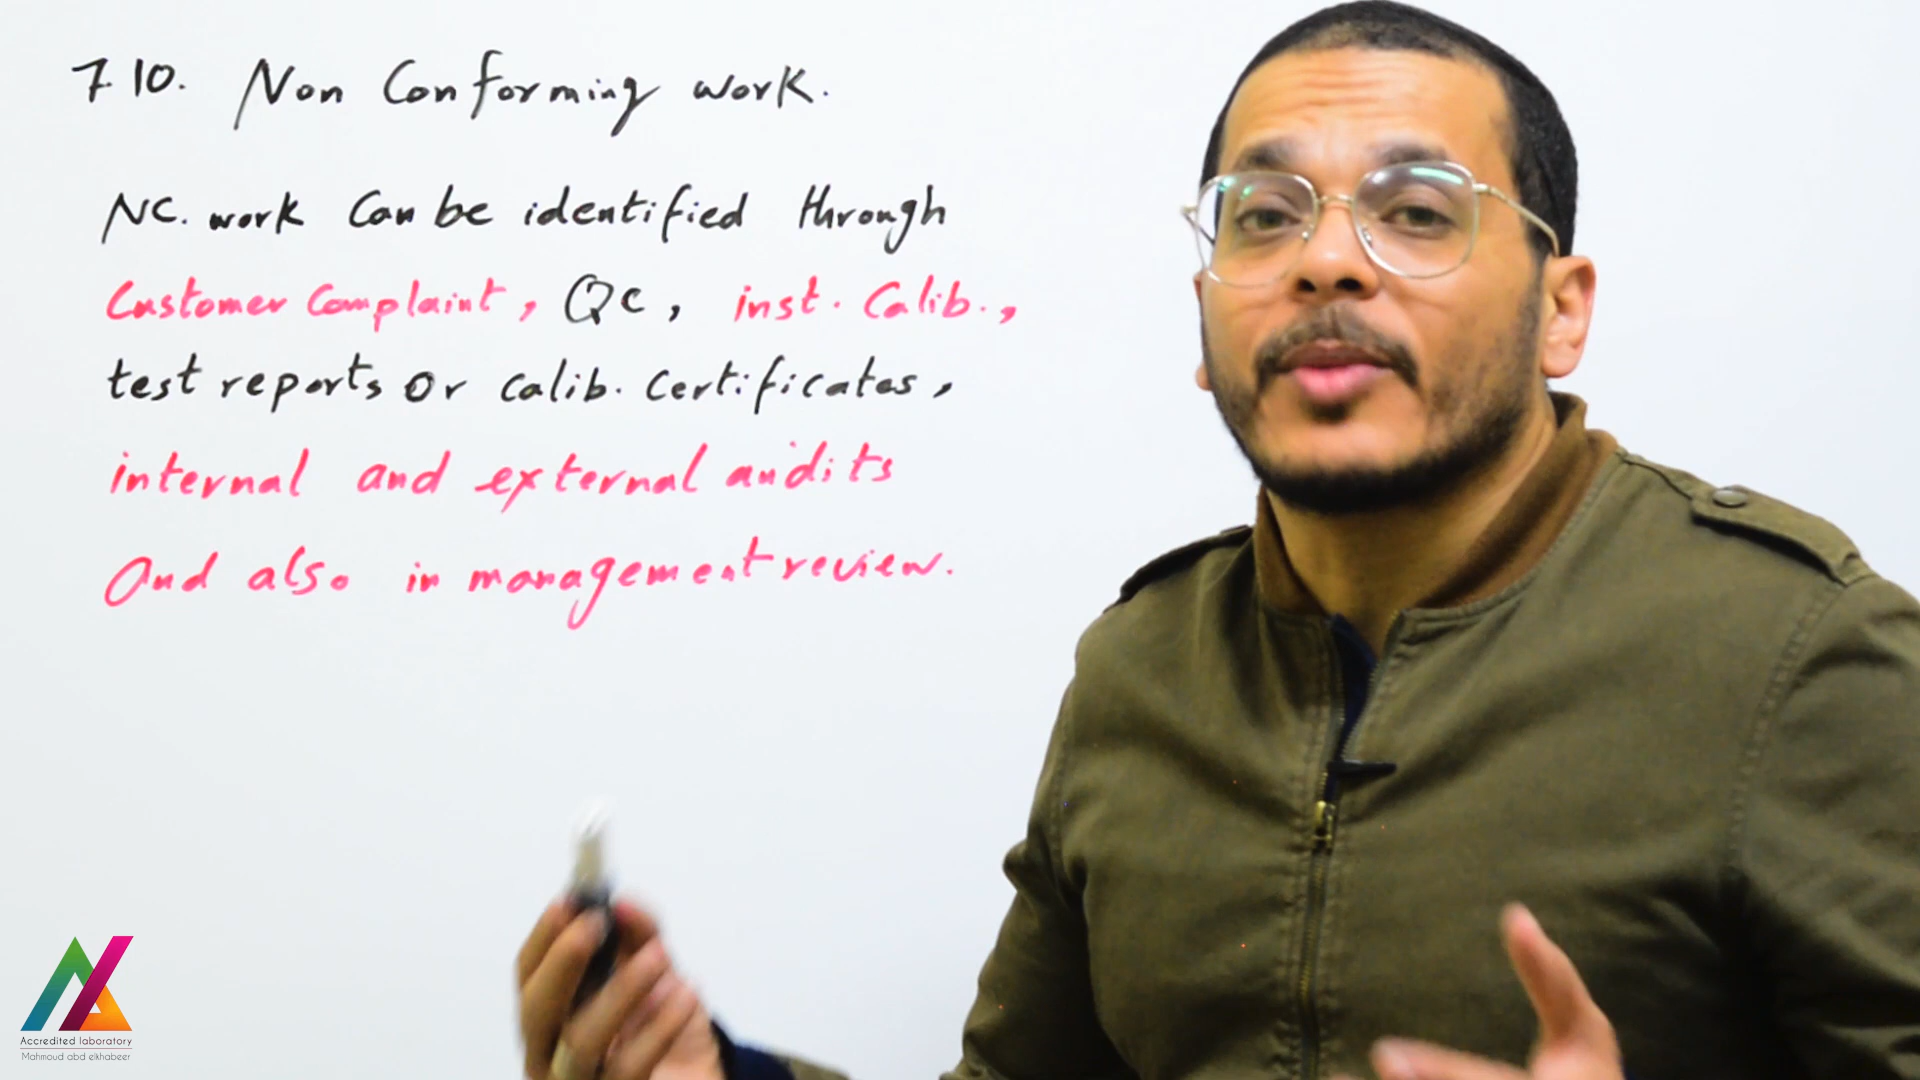 7.10. Non Conforming work.
NC. work Can be identified through
Customer Complaint, QC, inst. Calib.,
test reports or calib. certificates,
internal and external audits
And also in management review.
Accredited laboratory
Mahmoud abd elkhabeer